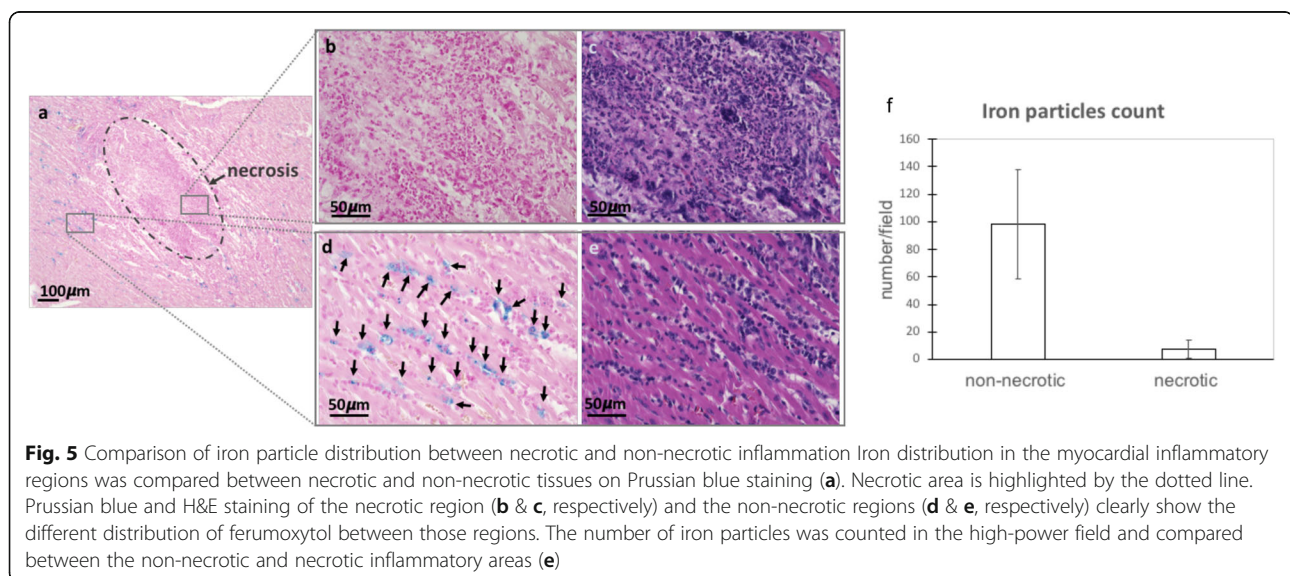 a
necrosis
100µm
b
50µm
c
50µm
d
50µm
e
50µm
f
Iron particles count
number/field
160
140
120
100
80
60
40
20
0
non-necrotic
necrotic
Fig. 5 Comparison of iron particle distribution between necrotic and non-necrotic inflammation Iron distribution in the myocardial inflammatory
regions was compared between necrotic and non-necrotic tissues on Prussian blue staining (a). Necrotic area is highlighted by the dotted line.
Prussian blue and H&E staining of the necrotic region (b & c, respectively) and the non-necrotic regions (d & e, respectively) clearly show the
different distribution of ferumoxytol between those regions. The number of iron particles was counted in the high-power field and compared
between the non-necrotic and necrotic inflammatory areas (e)